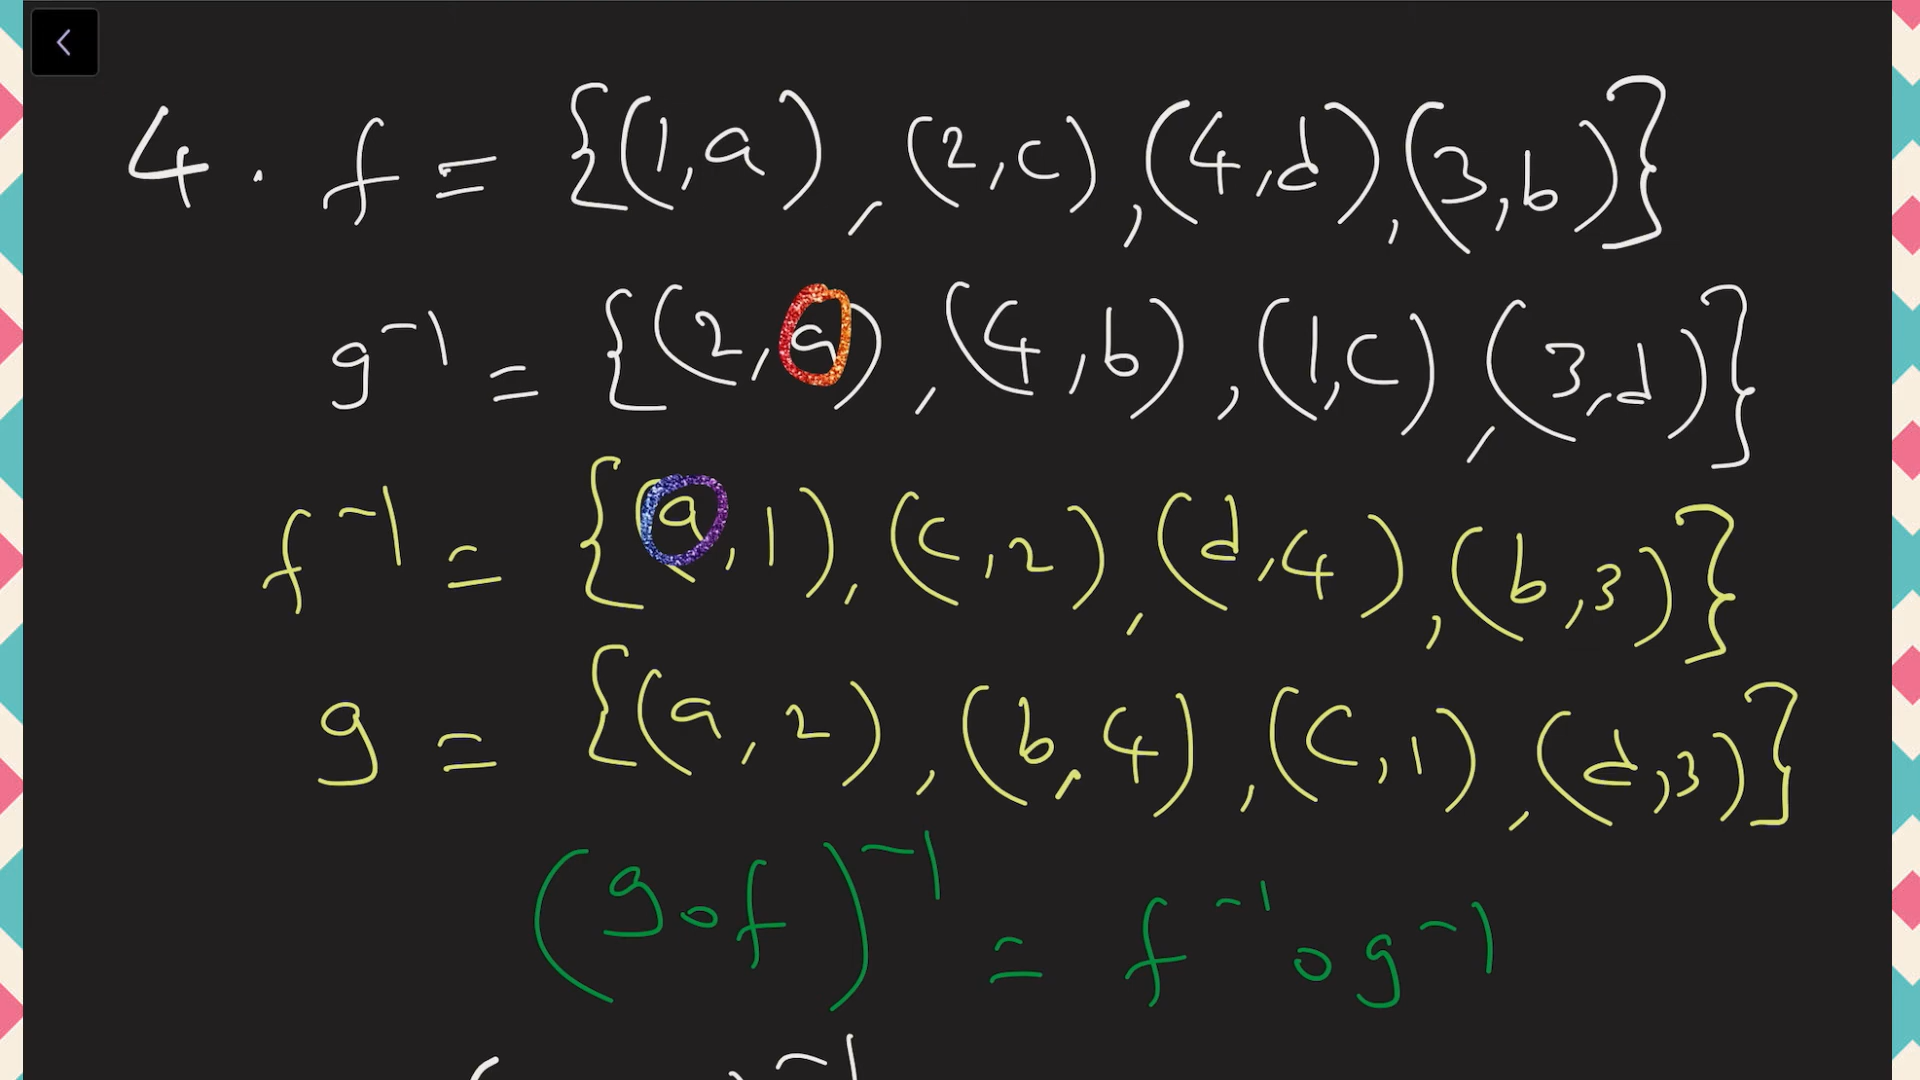 4. f = {(1,a), (2,c), (4,d), (3,b)}
g⁻¹ = {(2,a), (4,b), (1,c), (3,d)}
f⁻¹ = {(a,1), (c,2), (d,4), (b,3)}
g = {(a,2), (b,4), (c,1), (d,3)}
(gof)⁻¹ = f⁻¹og⁻¹